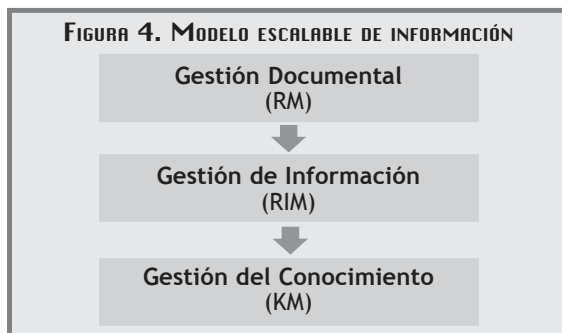 Figura 4. Modelo escalable de información
Gestión Documental
(RM)
Gestión de Información
(RIM)
Gestión del Conocimiento
(KM)